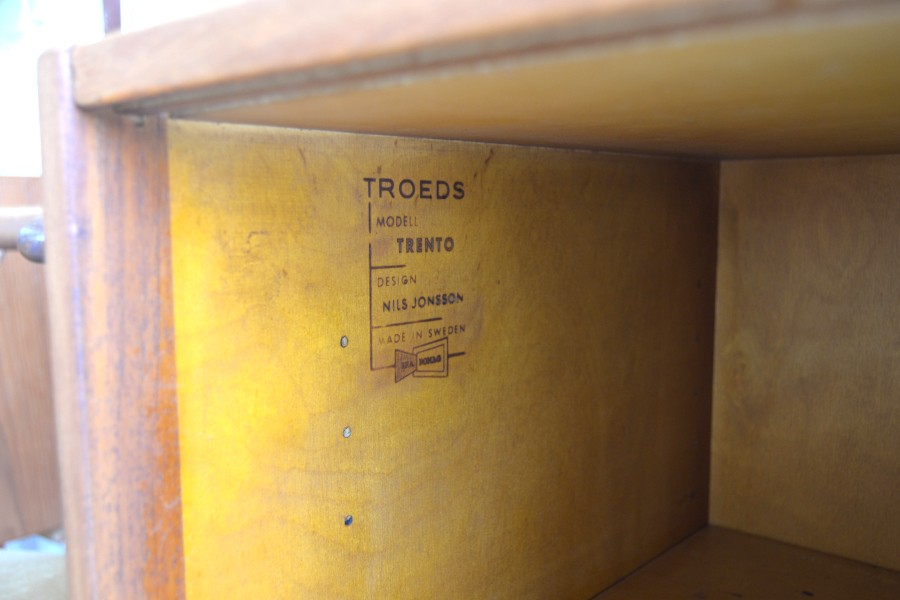 TROEDS
MODELL
TRENTO
DESIGN
NILS JONSSON
MADE IN SWEDEN